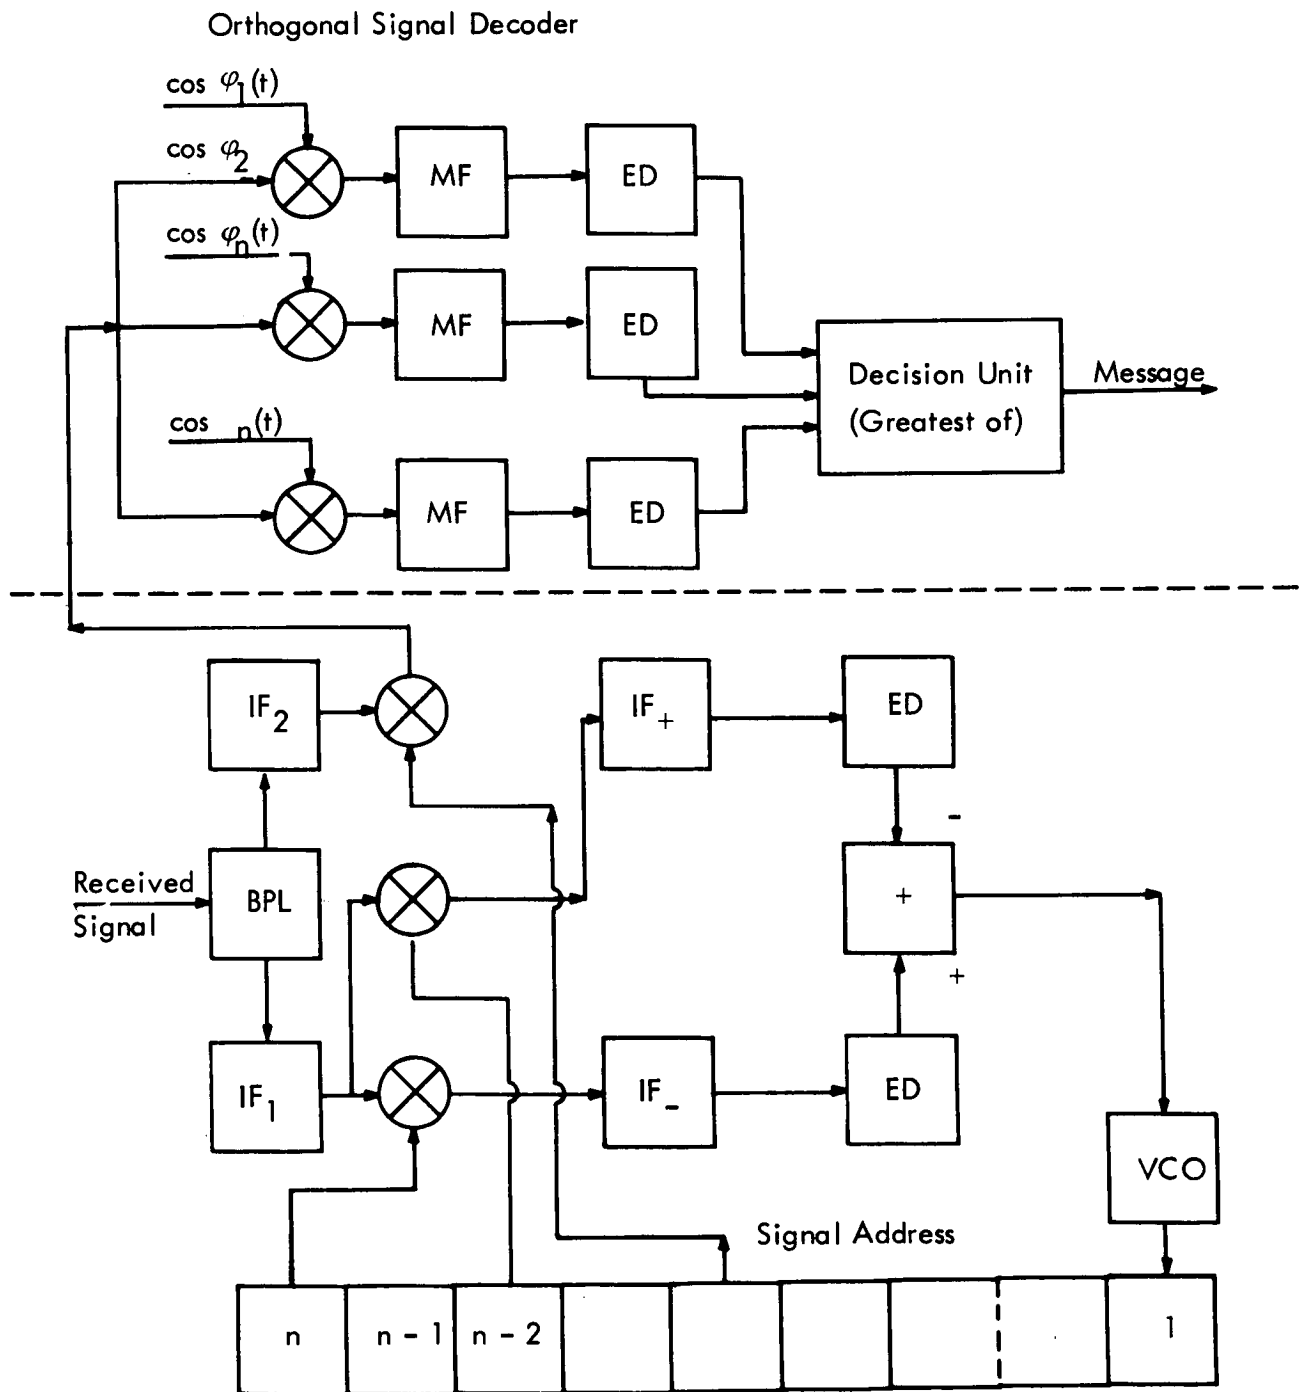 Orthogonal Signal Decoder
cos φ1(t)
cos φ2
MF
ED
cos φn(t)
MF
ED
Decision Unit
(Greatest of)
Message
cos n(t)
MF
ED
IF2
IF+
ED
-
Received
Signal
BPL
+
+
IF1
IF-
ED
VCO
Signal Address
n
n - 1
n - 2
1